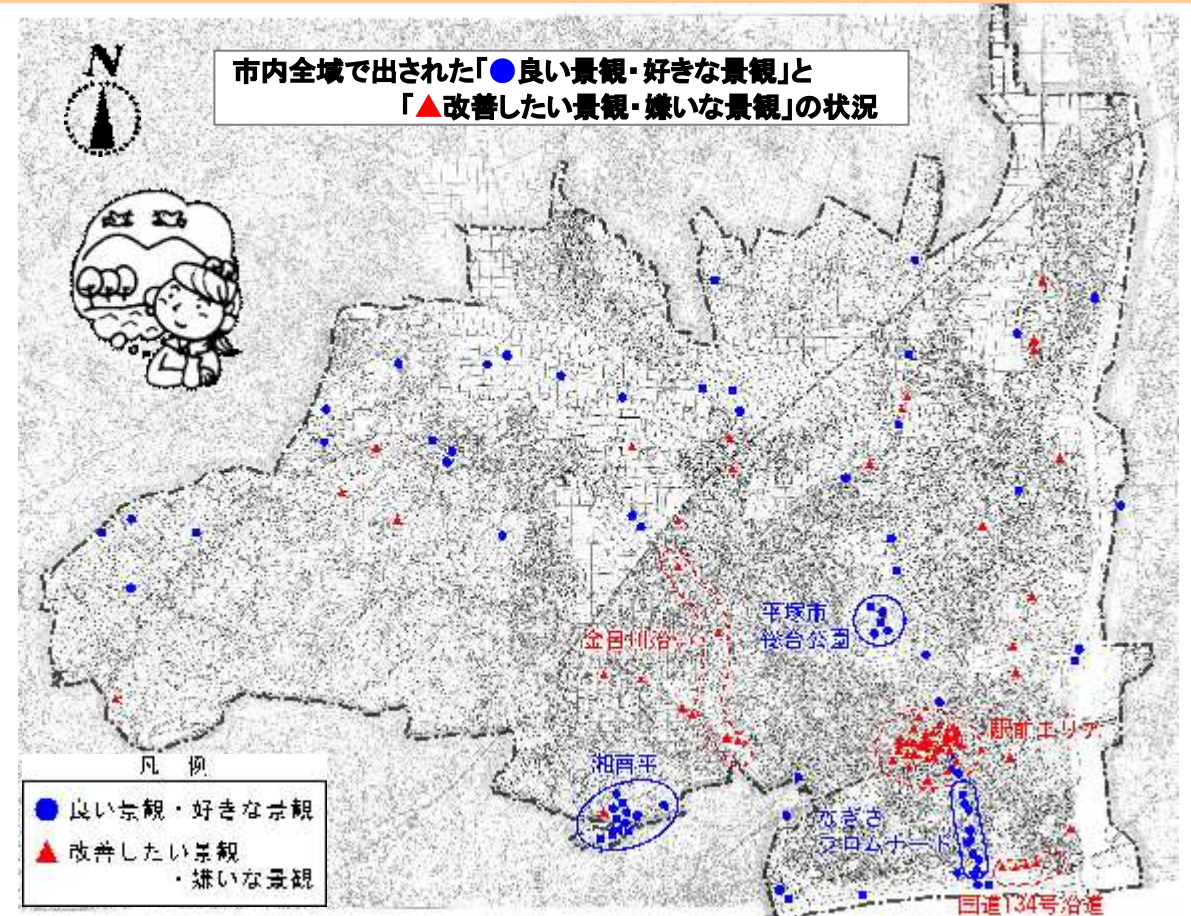 N
市内全域で出された「●良い景観・好きな景観」と
「▲改善したい景観・嫌いな景観」の状況
平塚市
総合公園
金目川沿い
駅前エリア
湘南平
なぎさ
プロムナード
国道134号沿道
凡 例
● 良い景観・好きな景観
▲ 改善したい景観
・嫌いな景観